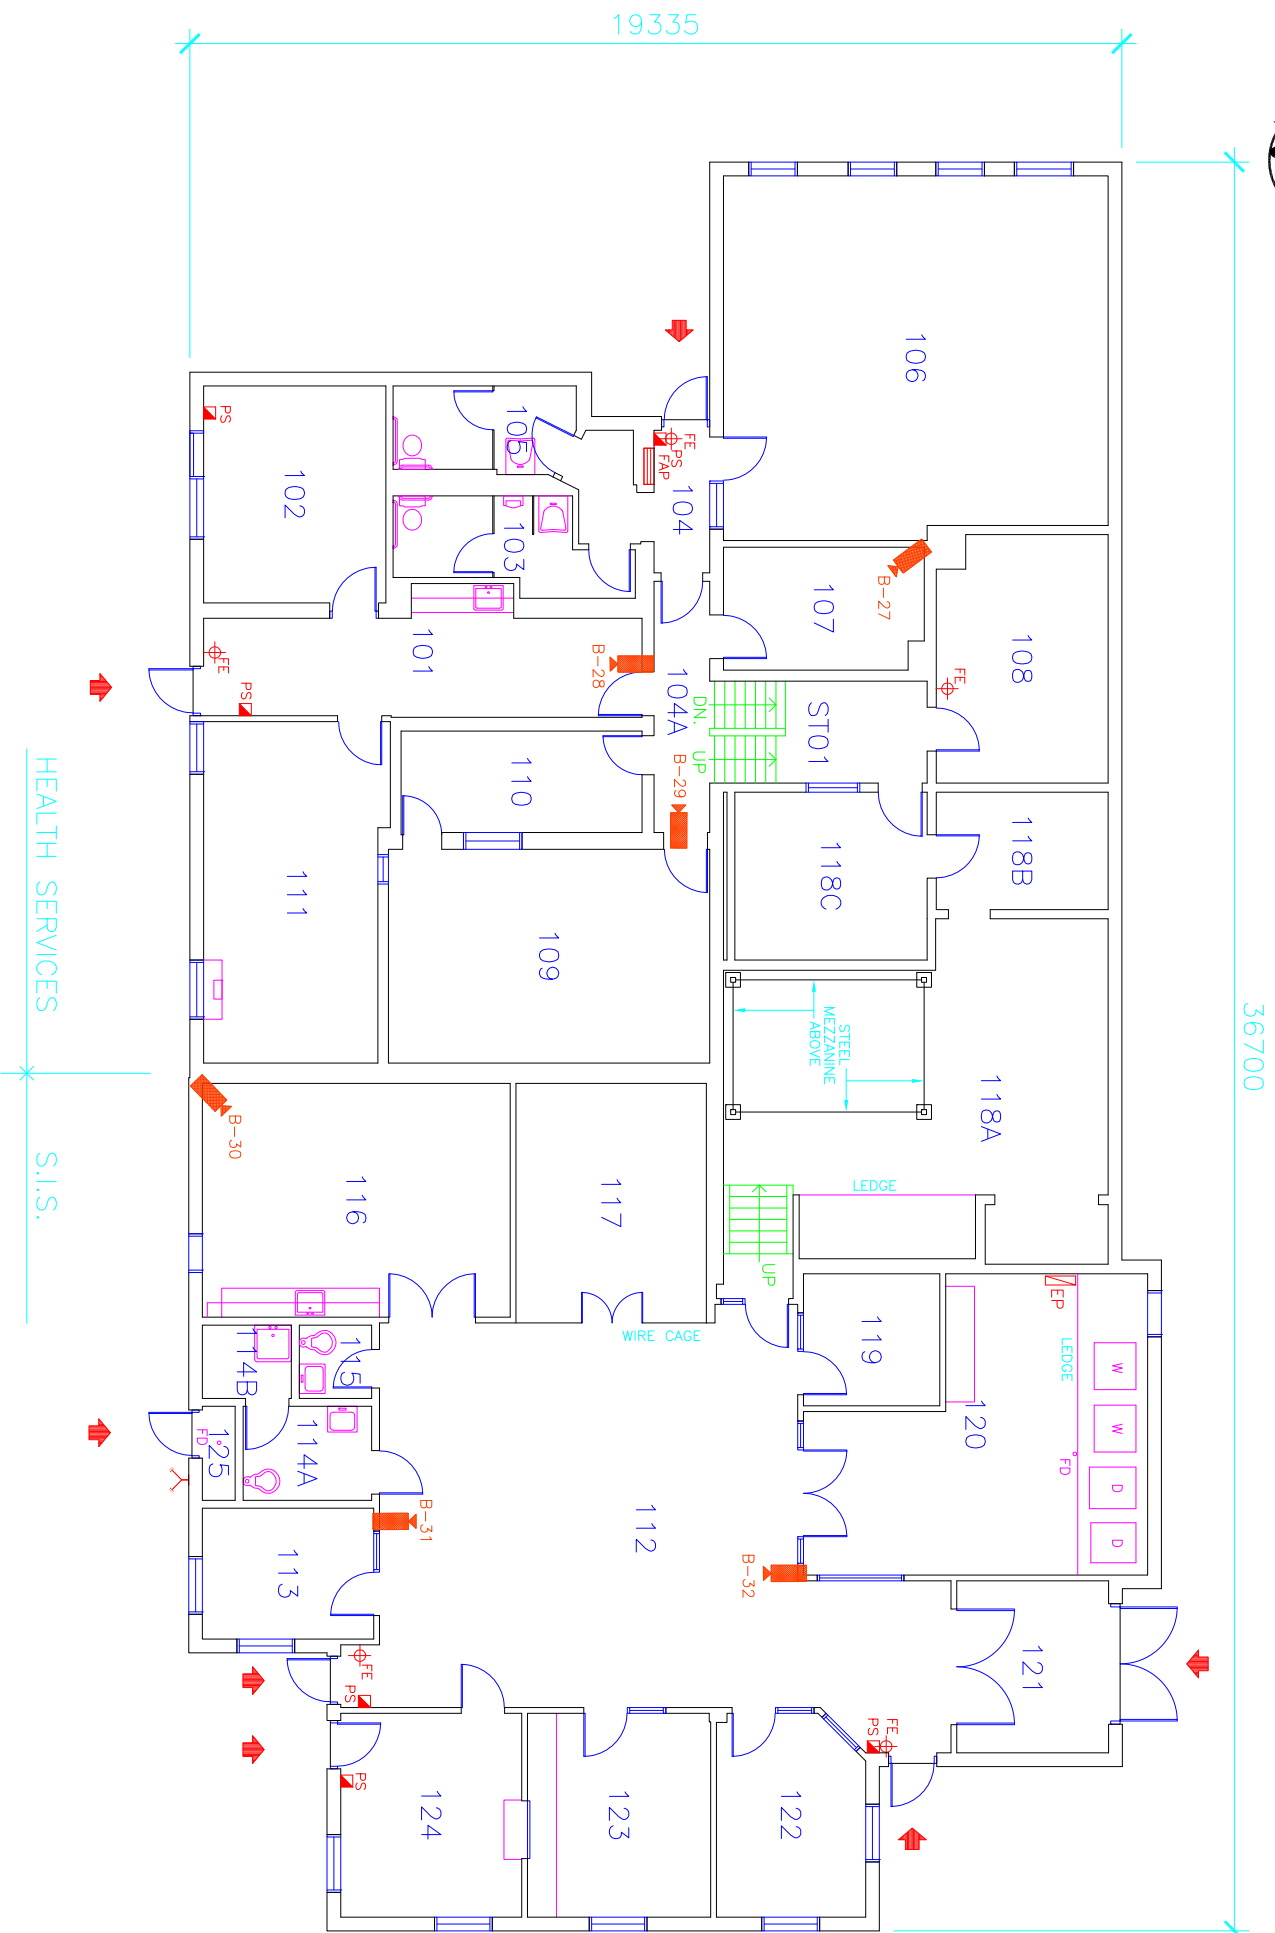 19335
36700
106
FE
PS
FAP
104
105
103
102
PS
101
FE
PS
B-28
B-27
107
108
FE
104A
DN.
UP
ST01
B-29
110
111
109
118C
118B
STEEL
MEZZANINE
ABOVE
118A
LEDGE
UP
HEALTH SERVICES
S.I.S.
B-30
116
117
WIRE CAGE
119
EP
LEDGE
W
W
D
D
120
FD
114B
115
114A
125
FD
113
B-31
112
B-32
121
FE
PS
FE
PS
PS
124
123
122